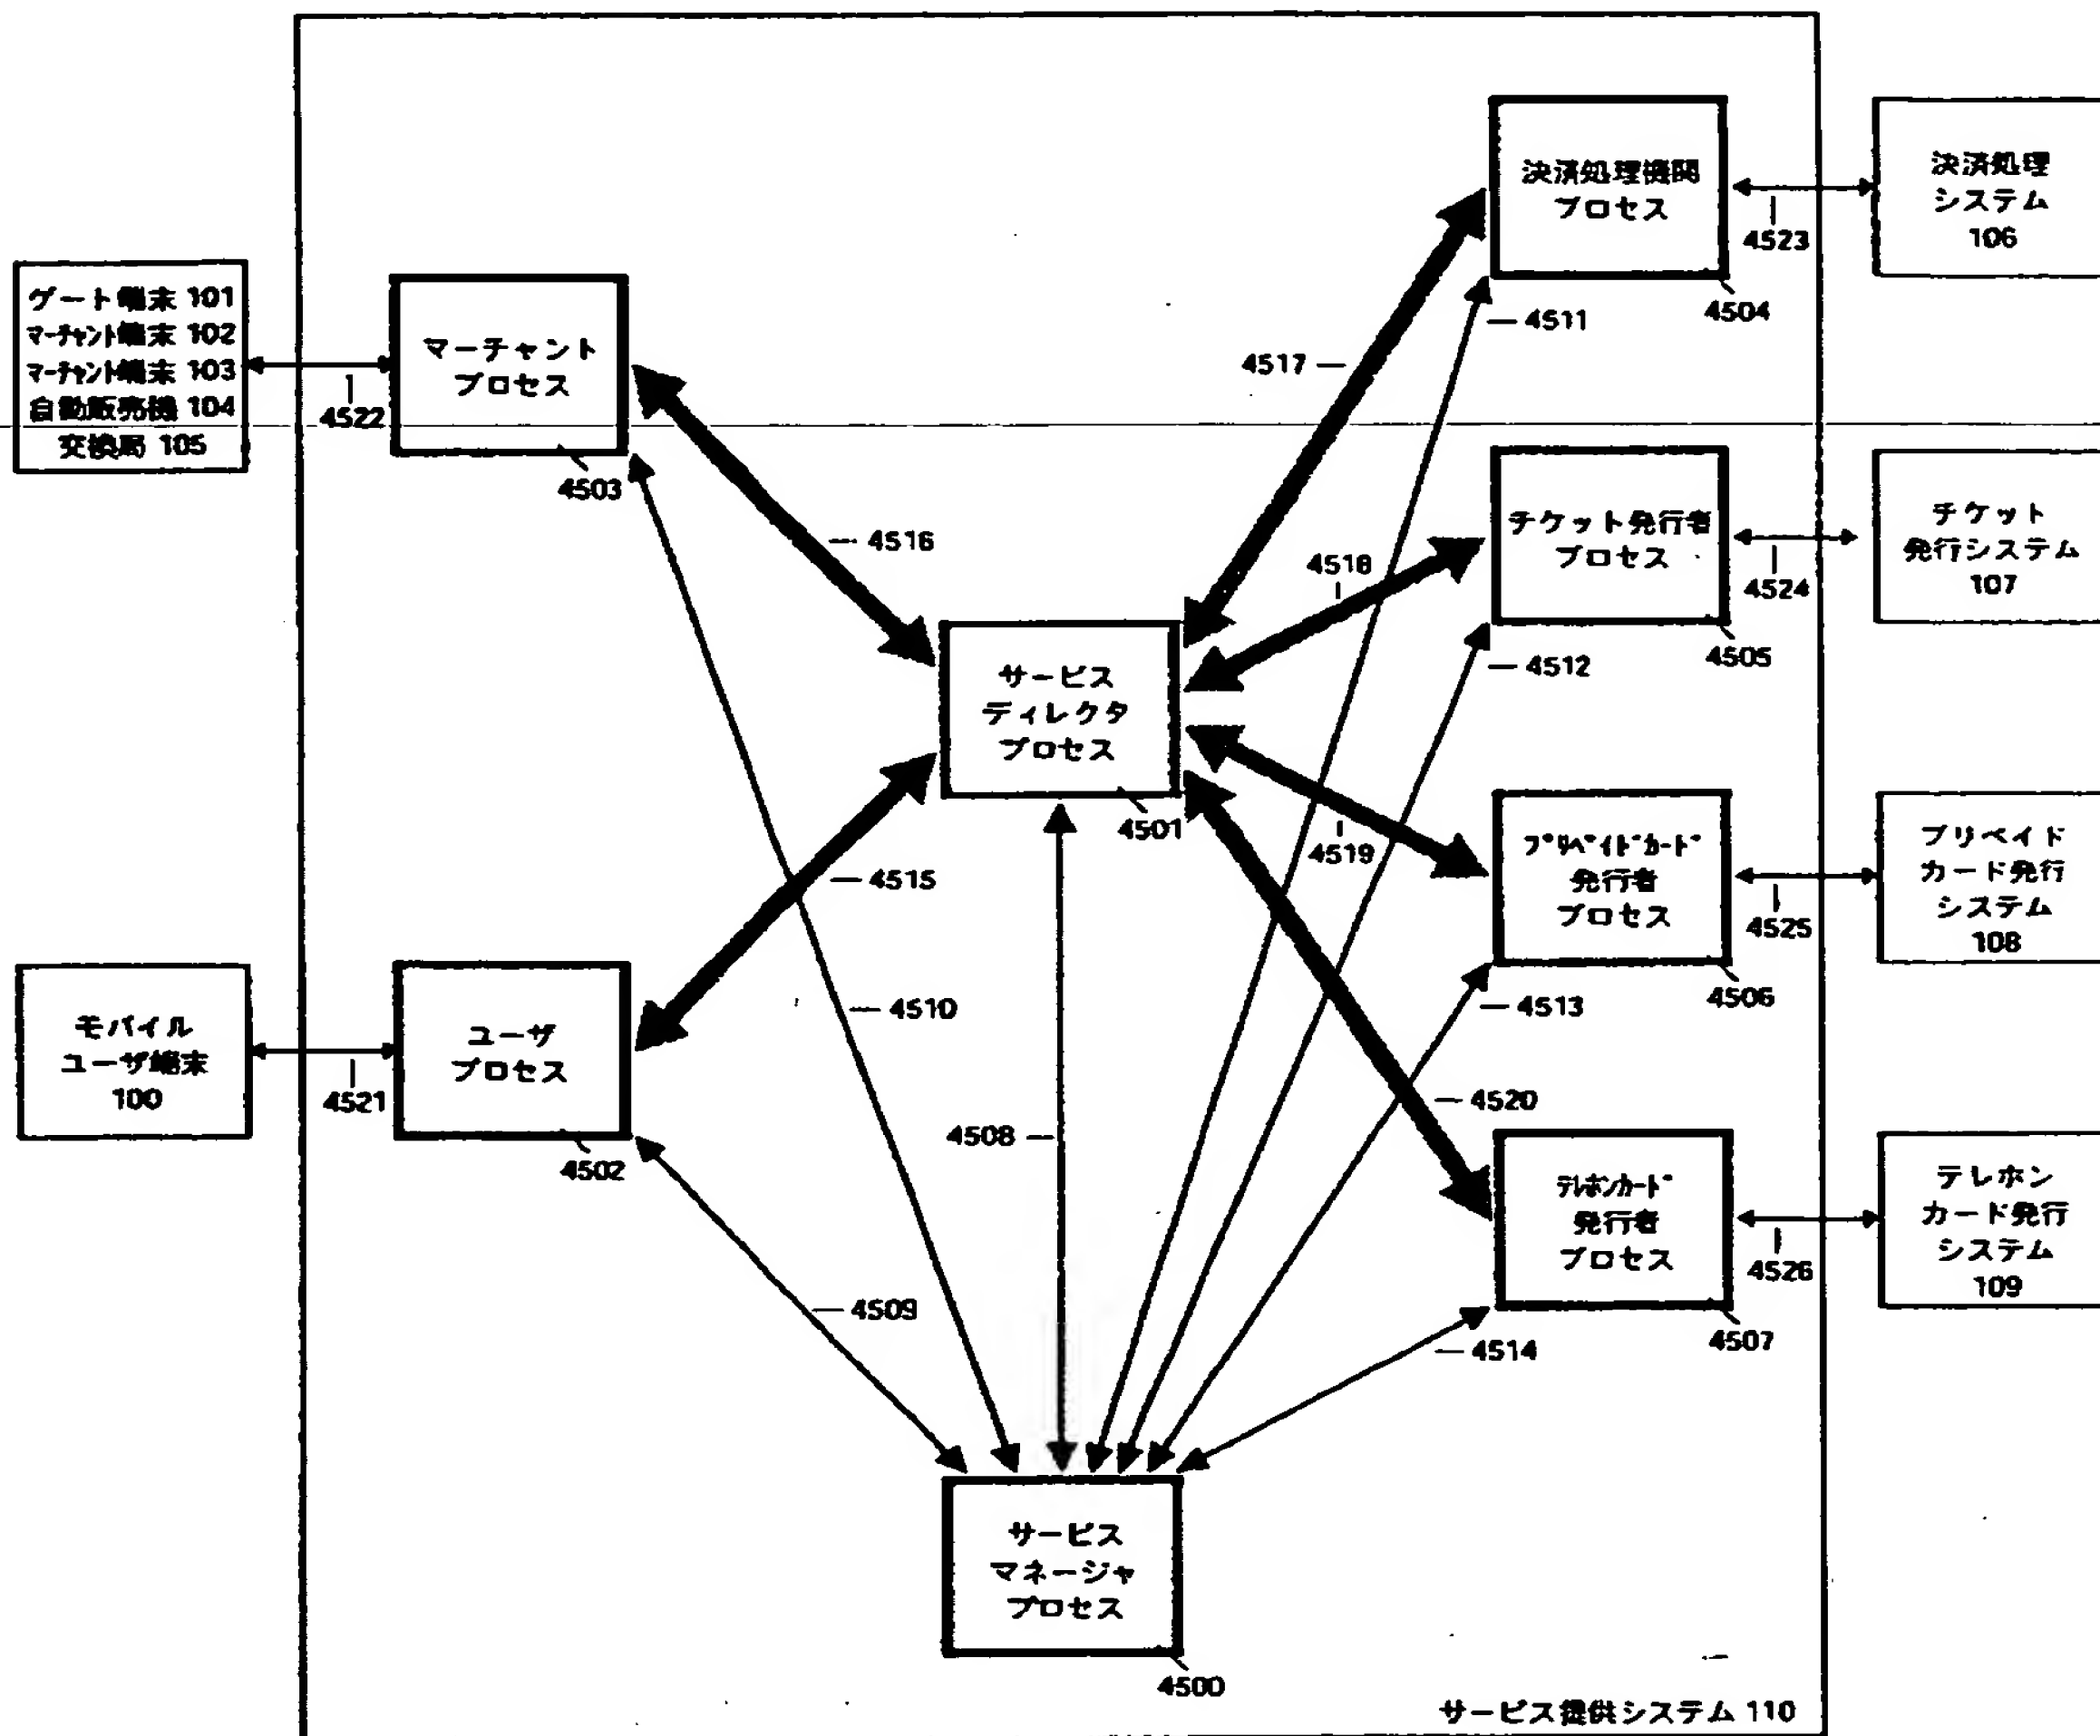 決済処理機関
プロセス
4504
4523
決済処理
システム
106
ゲート端末 101
マーチャント端末 102
マーチャント端末 103
自動販売機 104
交換局 105
4522
マーチャント
プロセス
4503
4511
4517
4516
チケット発行者
プロセス
4505
4524
チケット
発行システム
107
4518
4512
サービス
ディレクタ
プロセス
4501
4519
4515
プリペイドカード
発行者
プロセス
4506
4525
プリペイド
カード発行
システム
108
4513
4510
モバイル
ユーザ端末
100
4521
ユーザ
プロセス
4502
4508
4520
テレホンカード
発行者
プロセス
4507
4526
テレホン
カード発行
システム
109
4509
4514
サービス
マネージャ
プロセス
4500
サービス提供システム 110